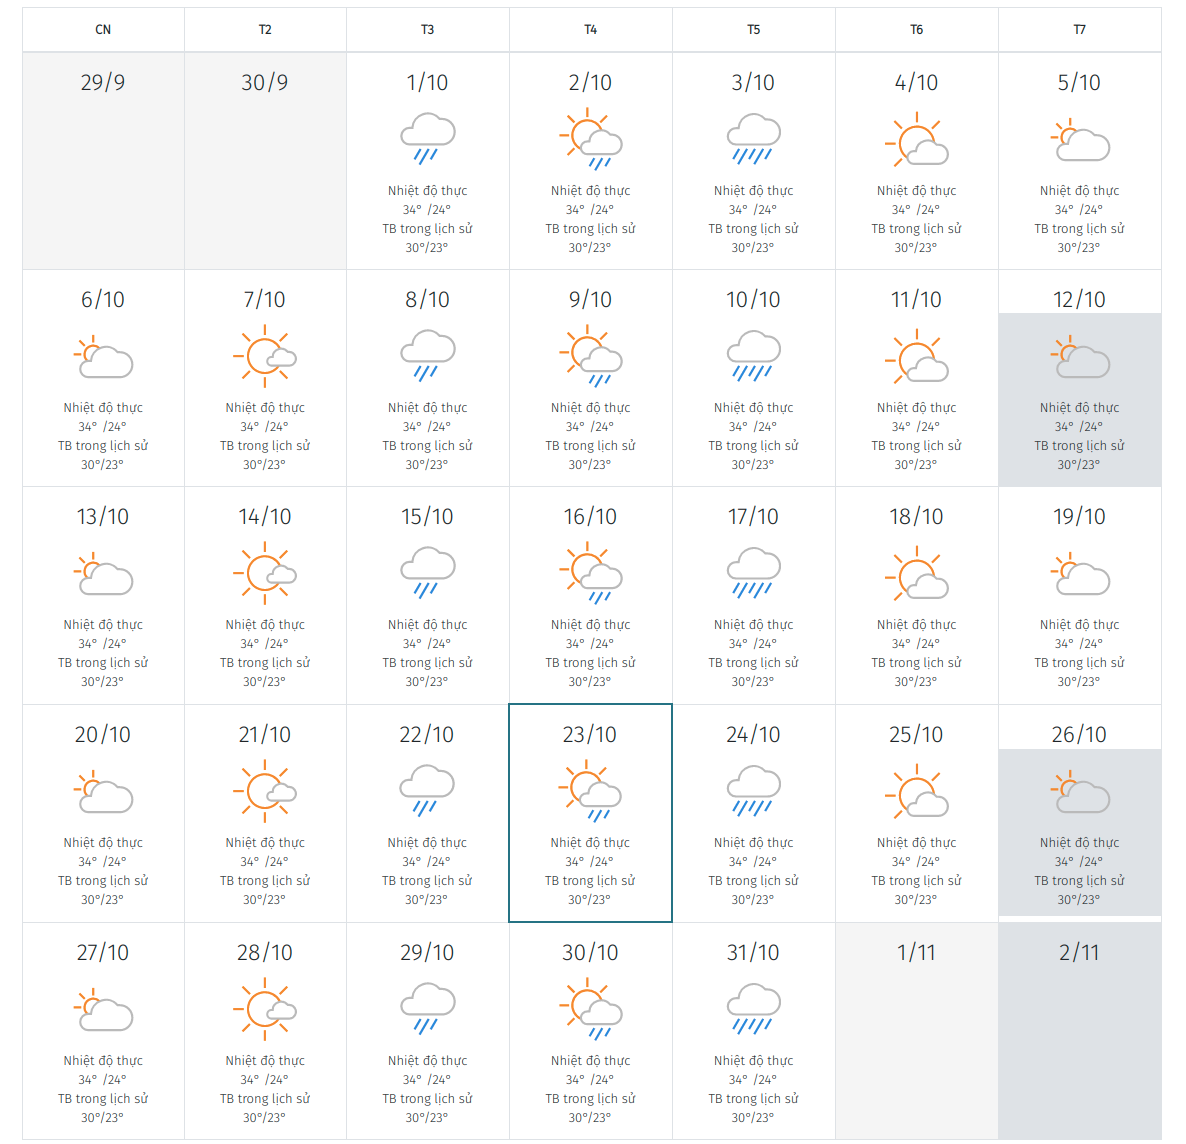 CN T2 T3 T4 T5 T6 T7
29/9 30/9 1/10 2/10 3/10 4/10 5/10
Nhiệt độ thực Nhiệt độ thực Nhiệt độ thực Nhiệt độ thực Nhiệt độ thực
34° /24° 34° /24° 34° /24° 34° /24° 34° /24°
TB trong lịch sử TB trong lịch sử TB trong lịch sử TB trong lịch sử TB trong lịch sử
30°/23° 30°/23° 30°/23° 30°/23° 30°/23°
6/10 7/10 8/10 9/10 10/10 11/10 12/10
Nhiệt độ thực Nhiệt độ thực Nhiệt độ thực Nhiệt độ thực Nhiệt độ thực Nhiệt độ thực Nhiệt độ thực
34° /24° 34° /24° 34° /24° 34° /24° 34° /24° 34° /24° 34° /24°
TB trong lịch sử TB trong lịch sử TB trong lịch sử TB trong lịch sử TB trong lịch sử TB trong lịch sử TB trong lịch sử
30°/23° 30°/23° 30°/23° 30°/23° 30°/23° 30°/23° 30°/23°
13/10 14/10 15/10 16/10 17/10 18/10 19/10
Nhiệt độ thực Nhiệt độ thực Nhiệt độ thực Nhiệt độ thực Nhiệt độ thực Nhiệt độ thực Nhiệt độ thực
34° /24° 34° /24° 34° /24° 34° /24° 34° /24° 34° /24° 34° /24°
TB trong lịch sử TB trong lịch sử TB trong lịch sử TB trong lịch sử TB trong lịch sử TB trong lịch sử TB trong lịch sử
30°/23° 30°/23° 30°/23° 30°/23° 30°/23° 30°/23° 30°/23°
20/10 21/10 22/10 23/10 24/10 25/10 26/10
Nhiệt độ thực Nhiệt độ thực Nhiệt độ thực Nhiệt độ thực Nhiệt độ thực Nhiệt độ thực Nhiệt độ thực
34° /24° 34° /24° 34° /24° 34° /24° 34° /24° 34° /24° 34° /24°
TB trong lịch sử TB trong lịch sử TB trong lịch sử TB trong lịch sử TB trong lịch sử TB trong lịch sử TB trong lịch sử
30°/23° 30°/23° 30°/23° 30°/23° 30°/23° 30°/23° 30°/23°
27/10 28/10 29/10 30/10 31/10 1/11 2/11
Nhiệt độ thực Nhiệt độ thực Nhiệt độ thực Nhiệt độ thực Nhiệt độ thực
34° /24° 34° /24° 34° /24° 34° /24° 34° /24°
TB trong lịch sử TB trong lịch sử TB trong lịch sử TB trong lịch sử TB trong lịch sử
30°/23° 30°/23° 30°/23° 30°/23° 30°/23°